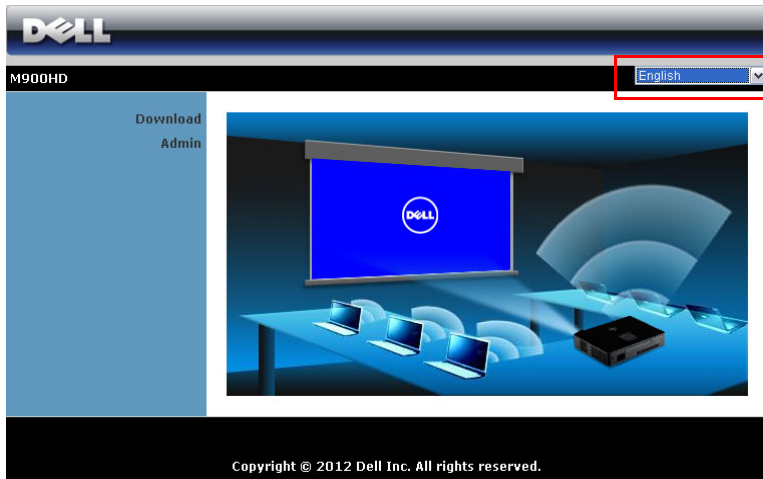 DELL
M900HD
English
Download
Admin
DELL
Copyright © 2012 Dell Inc. All rights reserved.